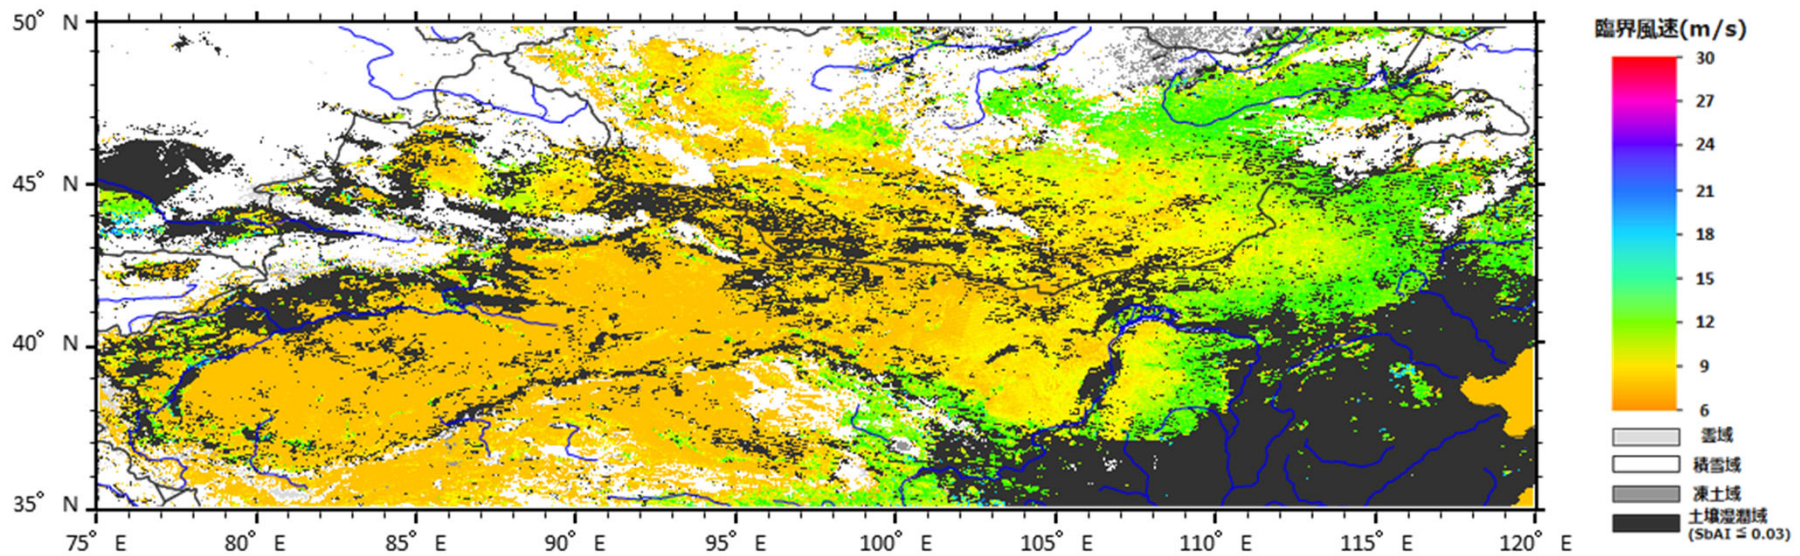 50° N
45° N
40° N
35° N
75° E
80° E
85° E
90° E
95° E
100° E
105° E
110° E
115° E
120° E
臨界風速(m/s)
30
27
24
21
18
15
12
9
6
雲域
積雪域
凍土域
土壌湿潤域
(SbAI ≦ 0.03)